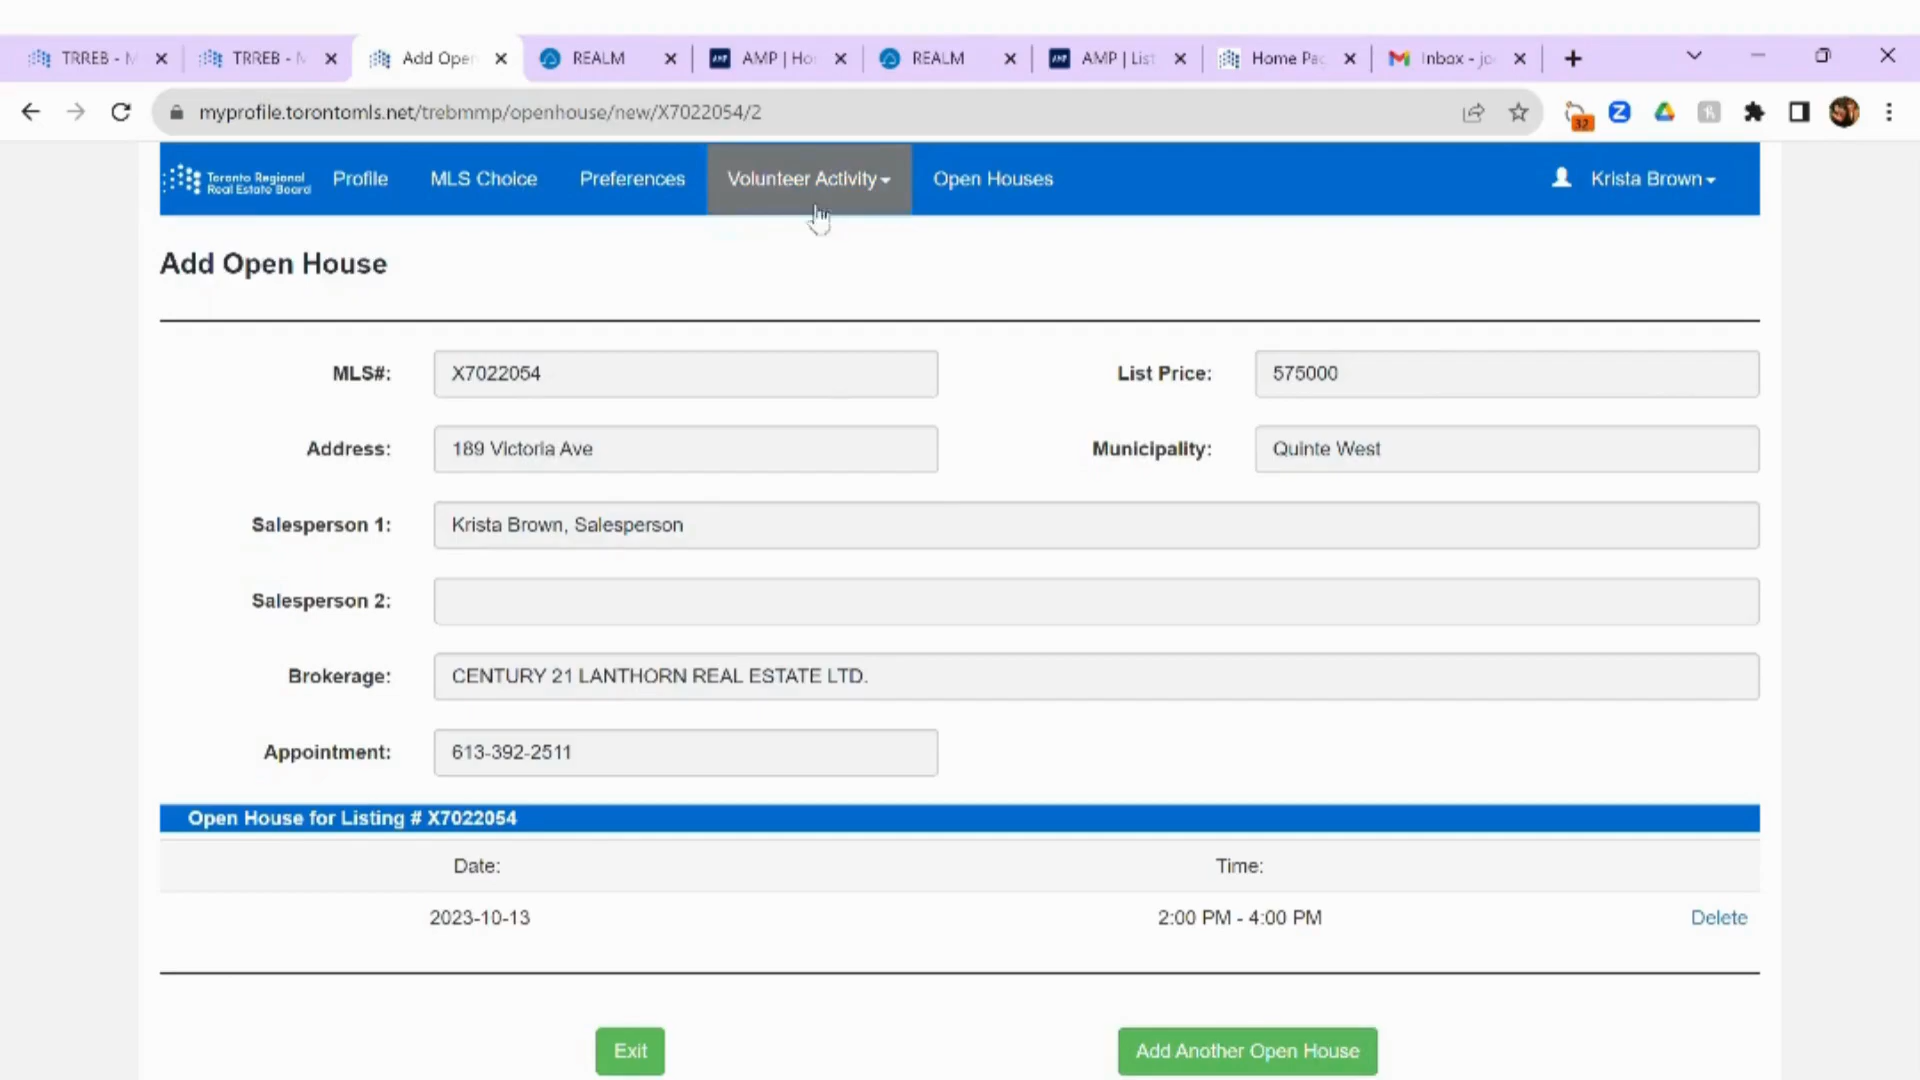 TRREB - M
TRREB - M
Add Open
REALM
AMP | Ho
REALM
AMP | List
Home Pag
Inbox - jo
myprofile.torontomls.net/trebmmp/openhouse/new/X7022054/2
32
Toronto Regional
Real Estate Board
Profile
MLS Choice
Preferences
Volunteer Activity
Open Houses
Krista Brown
Add Open House
MLS#: X7022054 List Price: 575000
Address: 189 Victoria Ave Municipality: Quinte West
Salesperson 1: Krista Brown, Salesperson
Salesperson 2:
Brokerage: CENTURY 21 LANTHORN REAL ESTATE LTD.
Appointment: 613-392-2511
Open House for Listing # X7022054
Date: Time:
2023-10-13 2:00 PM - 4:00 PM Delete
Exit Add Another Open House